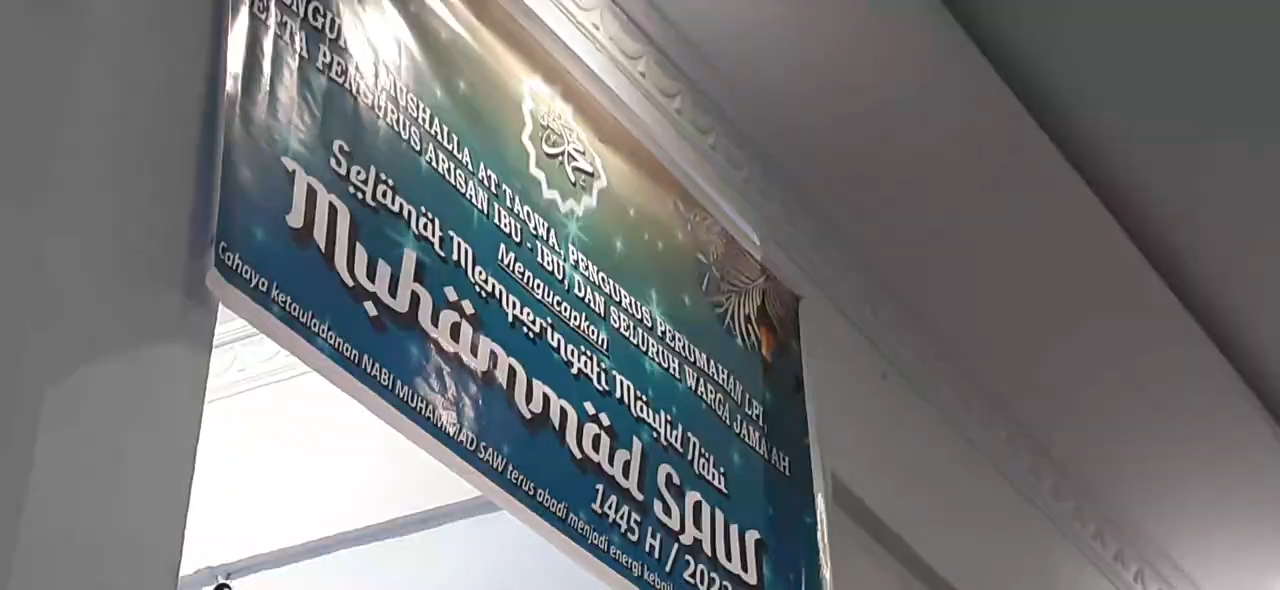 محمد
MUSHALLA AT TAQWA, PENGURUS PERUMAHAN LPI,
PENGURUS ARISAN IBU - IBU, DAN SELURUH WARGA JAMA'AH
Mengucapkan
Selamat Memperingati Maulid Nabi
Muhammad SAW
1445 H /
Cahaya ketauladanan NABI MUHAMMAD SAW terus abadi menjadi energi